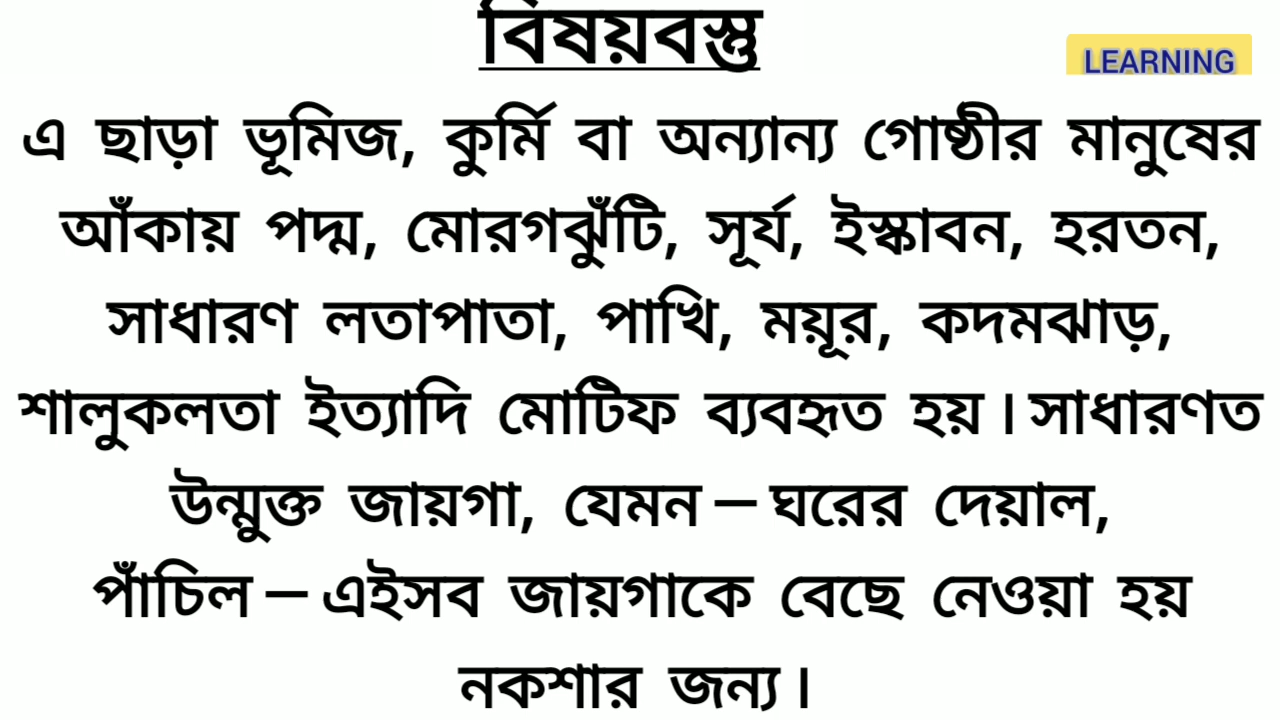 বিষয়বস্তু
LEARNING
এ ছাড়া ভূমিজ, কুর্মি বা অন্যান্য গোষ্ঠীর মানুষের
আঁকায় পদ্ম, মোরগঝুঁটি, সূর্য, ইস্কাবন, হরতন,
সাধারণ লতাপাতা, পাখি, ময়ূর, কদমঝাড়,
শালুকলতা ইত্যাদি মোটিফ ব্যবহৃত হয়। সাধারণত
উন্মুক্ত জায়গা, যেমন – ঘরের দেয়াল,
পাঁচিল – এইসব জায়গাকে বেছে নেওয়া হয়
নকশার জন্য।